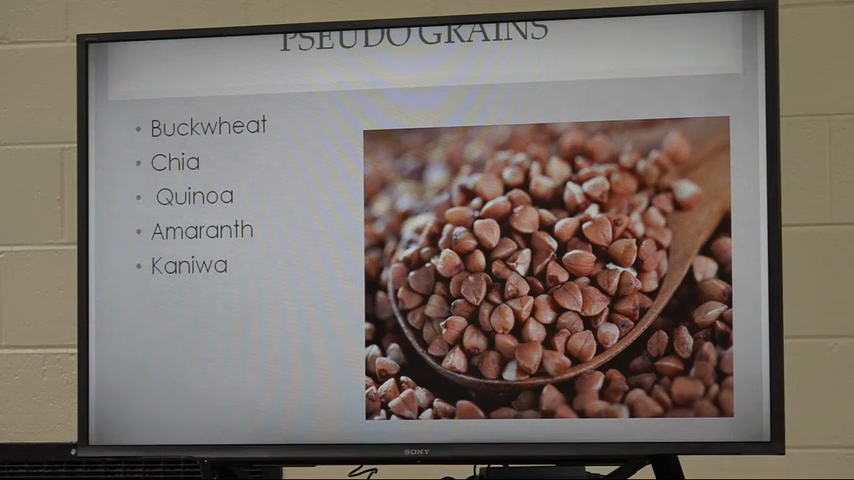 PSEUDO GRAINS
• Buckwheat
• Chia
• Quinoa
• Amaranth
• Kaniwa
SONY